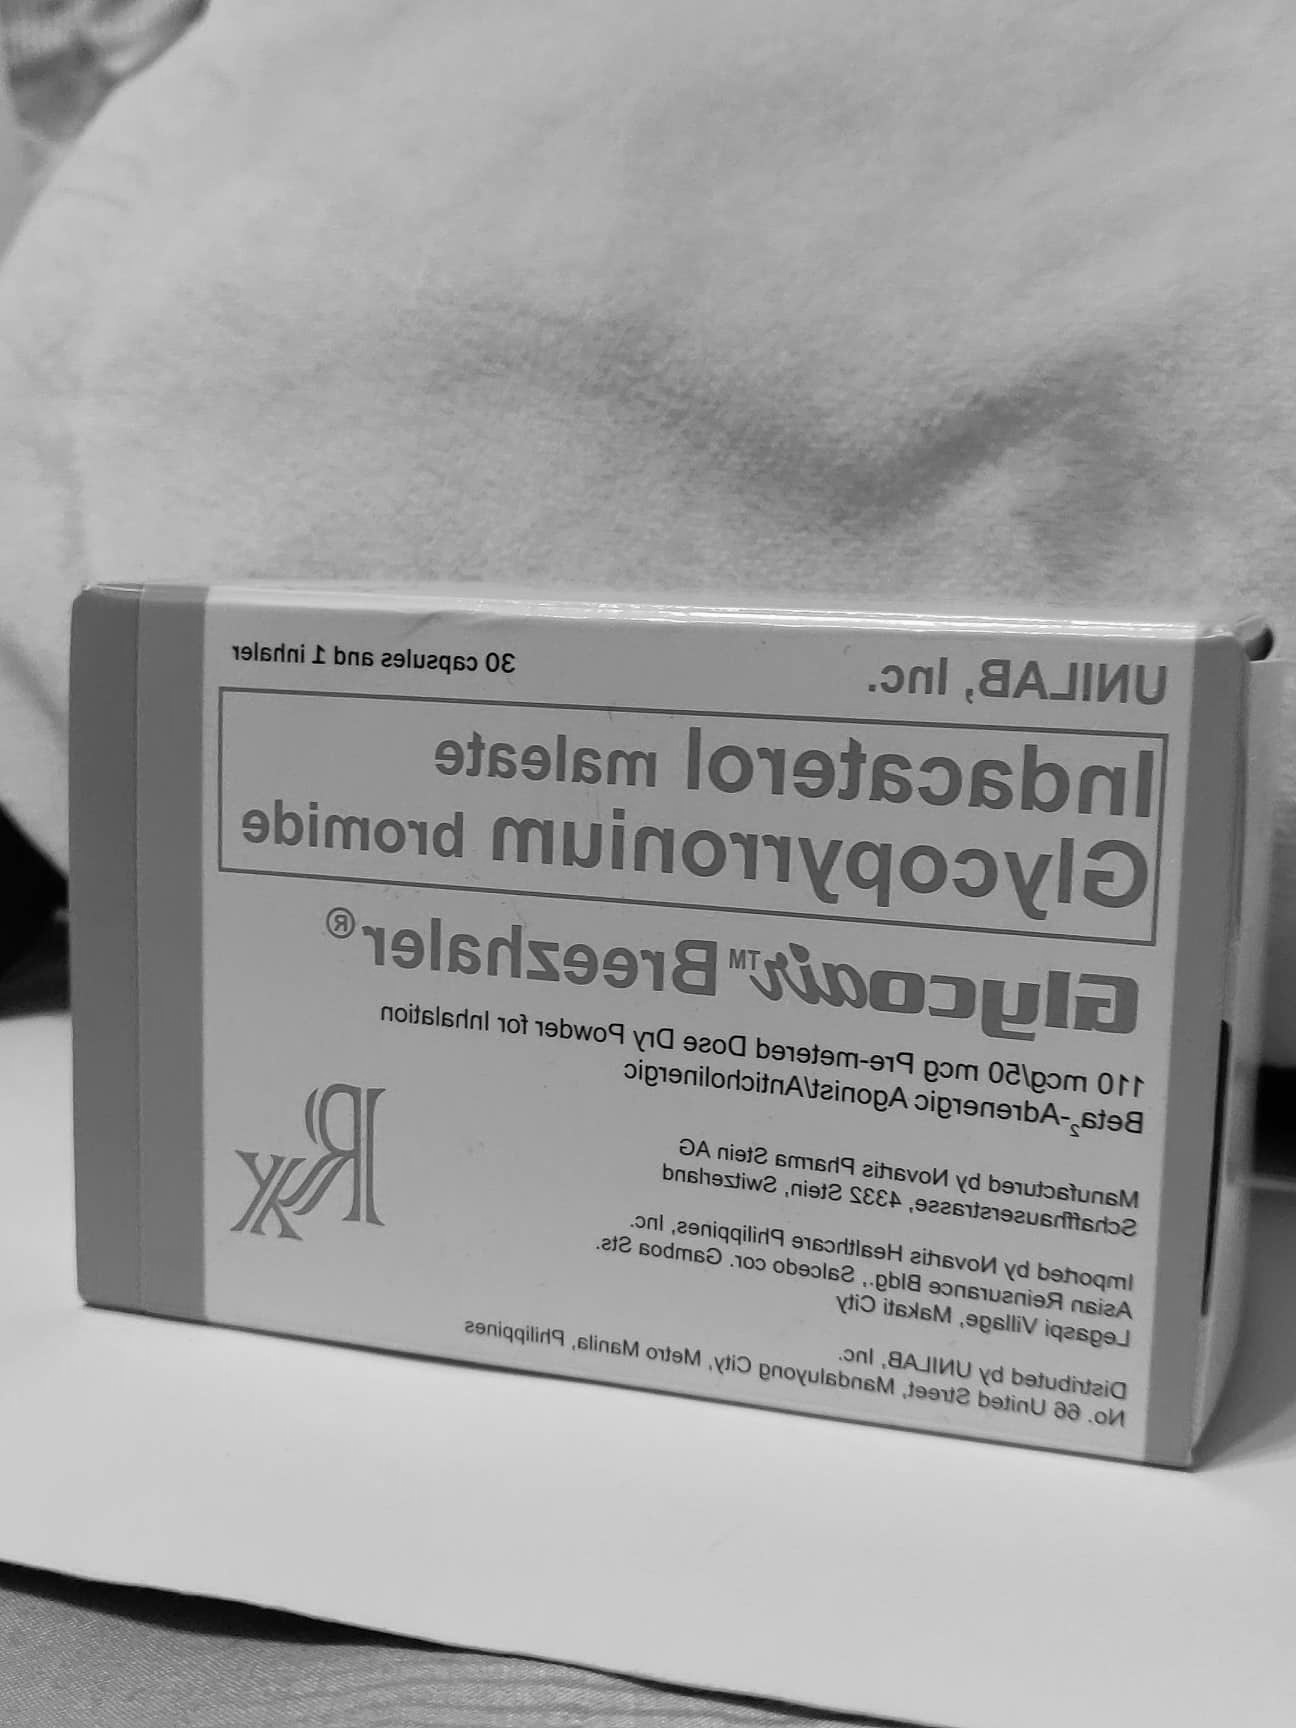 UNILAB, Inc.
30 capsules and 1 inhaler
Indacaterol maleate
Glycopyrronium bromide
Glycoair™ Breezhaler®
110 mcg/50 mcg Pre-metered Dose Dry Powder for Inhalation
Beta-₂-Adrenergic Agonist/Anticholinergic
Rx
Manufactured by Novartis Pharma Stein AG
Schaffhauserstrasse, 4332 Stein, Switzerland
Imported by Novartis Healthcare Philippines, Inc.
Asian Reinsurance Bldg., Salcedo cor. Gamboa Sts.
Legaspi Village, Makati City
Distributed by UNILAB, Inc.
No. 66 United Street, Mandaluyong City, Metro Manila, Philippines